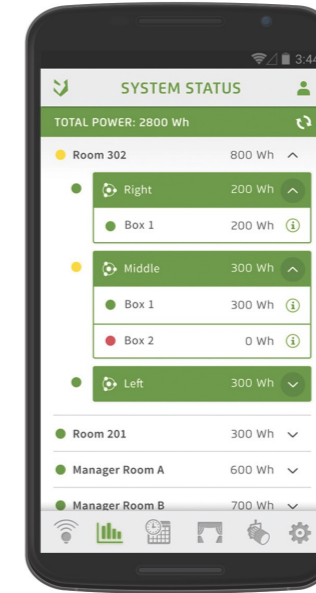 3:44
SYSTEM STATUS
TOTAL POWER: 2800 Wh
Room 302 800 Wh
Right 200 Wh
Box 1 200 Wh
Middle 300 Wh
Box 1 300 Wh
Box 2 0 Wh
Left 300 Wh
Room 201 300 Wh
Manager Room A 600 Wh
Manager Room B 700 Wh